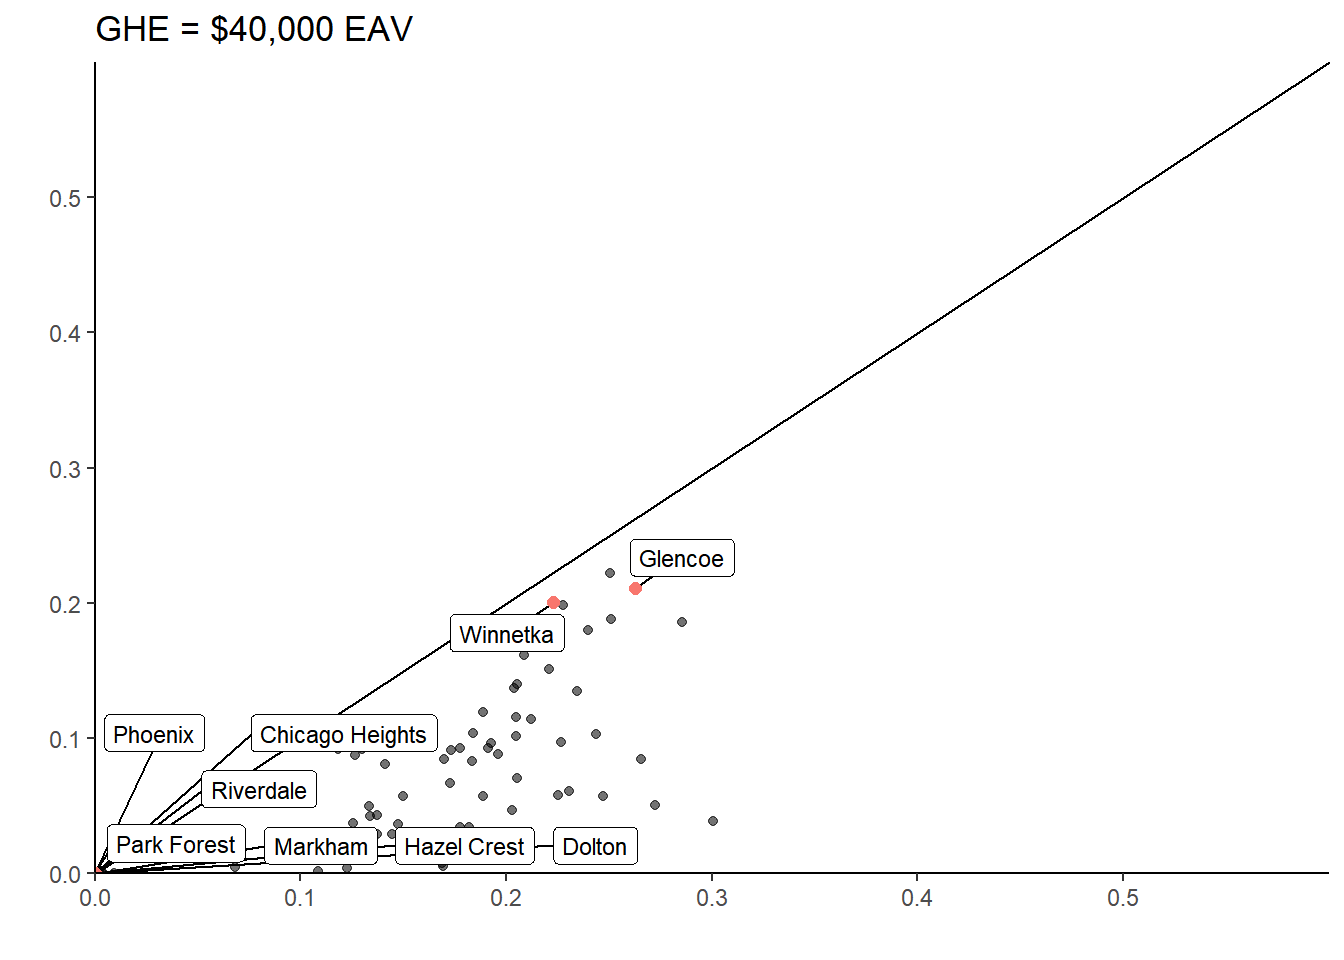 GHE = $40,000 EAV
0.5
0.4
0.3
Glencoe
0.2
Winnetka
0.1
Phoenix
Chicago Heights
Riverdale
Park Forest
Markham
Hazel Crest
Dolton
0.0
0.0 0.1 0.2 0.3 0.4 0.5